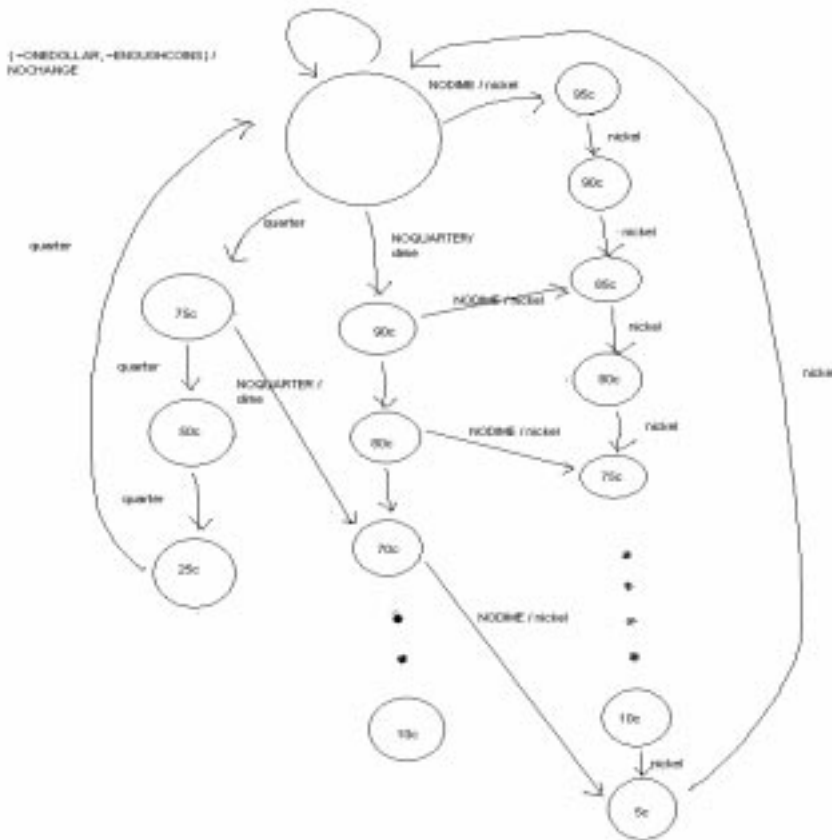 {~ONEDOLLAR, ~ENOUGHCOINS} /
NOCHANGE
NODIME / nickel
95c
nickel
90c
nickel
quarter
quarter
NOQUARTER/
dime
85c
75c
90c
NODIME / nickel
nickel
quarter
NOQUARTER /
dime
80c
nickel
50c
80c
NODIME / nickel
nickel
75c
quarter
25c
70c
NODIME / nickel
10c
10c
nickel
5c